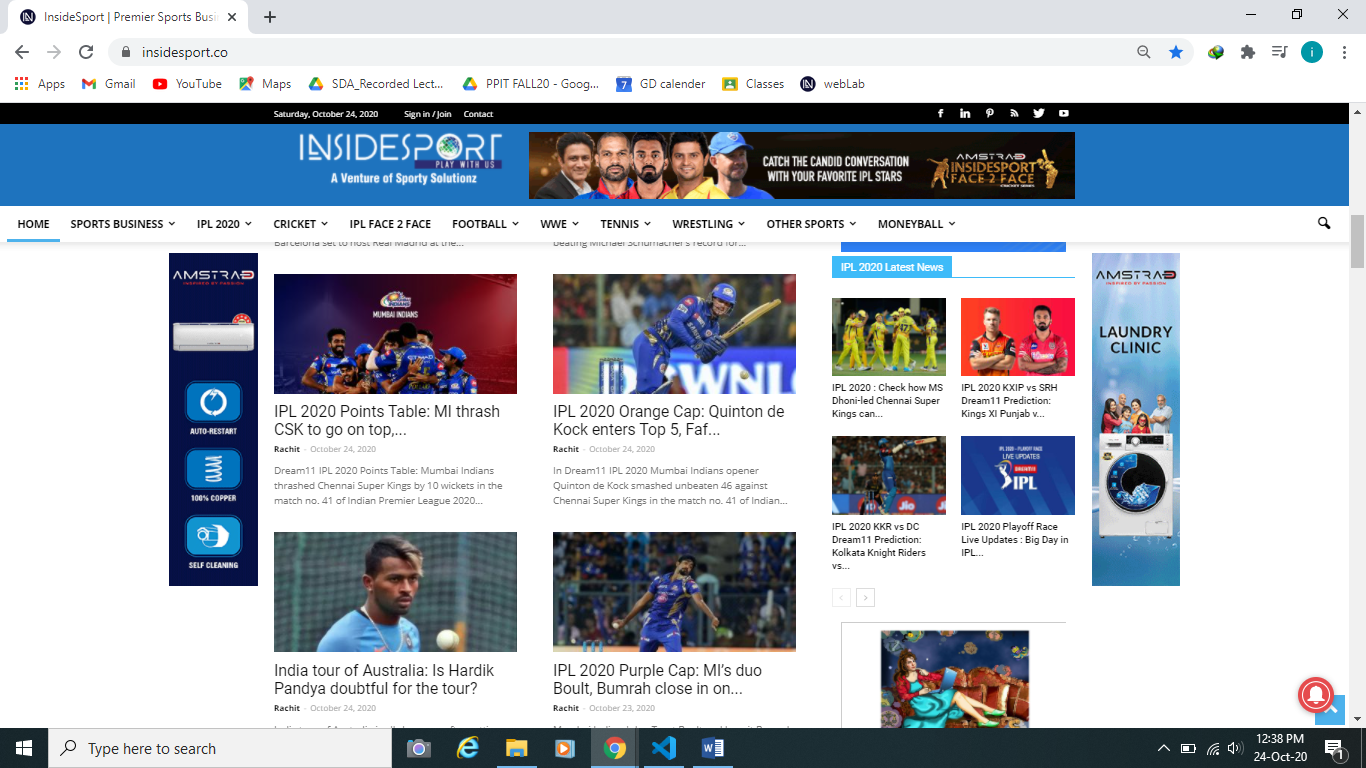 InsideSport | Premier Sports Busi
insidesport.co
Apps
Gmail
YouTube
Maps
SDA_Recorded Lect...
PPIT FALL20 - Goog...
GD calender
Classes
webLab
Saturday, October 24, 2020
Sign in / Join
Contact
INSIDESPORT
PLAY WITH US
A Venture of Sporty Solutionz
CATCH THE CANDID CONVERSATION
WITH YOUR FAVORITE IPL STARS
AMSTRAD
INSIDESPORT
FACE 2 FACE
HOME
SPORTS BUSINESS
IPL 2020
CRICKET
IPL FACE 2 FACE
FOOTBALL
WWE
TENNIS
WRESTLING
OTHER SPORTS
MONEYBALL
Barcelona set to host Real Madrid at the...
beating Michael Schumacher's record for...
AMSTRAD
INSPIRED BY PASSION
AUTO-RESTART
100% COPPER
SELF CLEANING
MUMBAI INDIANS
IPL 2020 Points Table: MI thrash
CSK to go on top,...
Rachit - October 24, 2020
Dream11 IPL 2020 Points Table: Mumbai Indians
thrashed Chennai Super Kings by 10 wickets in the
match no. 41 of Indian Premier League 2020...
IPL 2020 Orange Cap: Quinton de
Kock enters Top 5, Faf...
Rachit - October 24, 2020
In Dream11 IPL 2020 Mumbai Indians opener
Quinton de Kock smashed unbeaten 46 against
Chennai Super Kings in the match no. 41 of Indian...
India tour of Australia: Is Hardik
Pandya doubtful for the tour?
Rachit - October 24, 2020
IPL 2020 Purple Cap: MI's duo
Boult, Bumrah close in on...
Rachit - October 23, 2020
IPL 2020 Latest News
IPL 2020 : Check how MS
Dhoni-led Chennai Super
Kings can...
IPL 2020 KXIP vs SRH
Dream11 Prediction:
Kings XI Punjab v...
IPL 2020 KKR vs DC
Dream11 Prediction:
Kolkata Knight Riders
vs...
LIVE UPDATES
IPL
IPL 2020 Playoff Race
Live Updates : Big Day in
IPL...
AMSTRAD
INSPIRED BY PASSION
LAUNDRY
CLINIC
Type here to search
12:38 PM
24-Oct-20